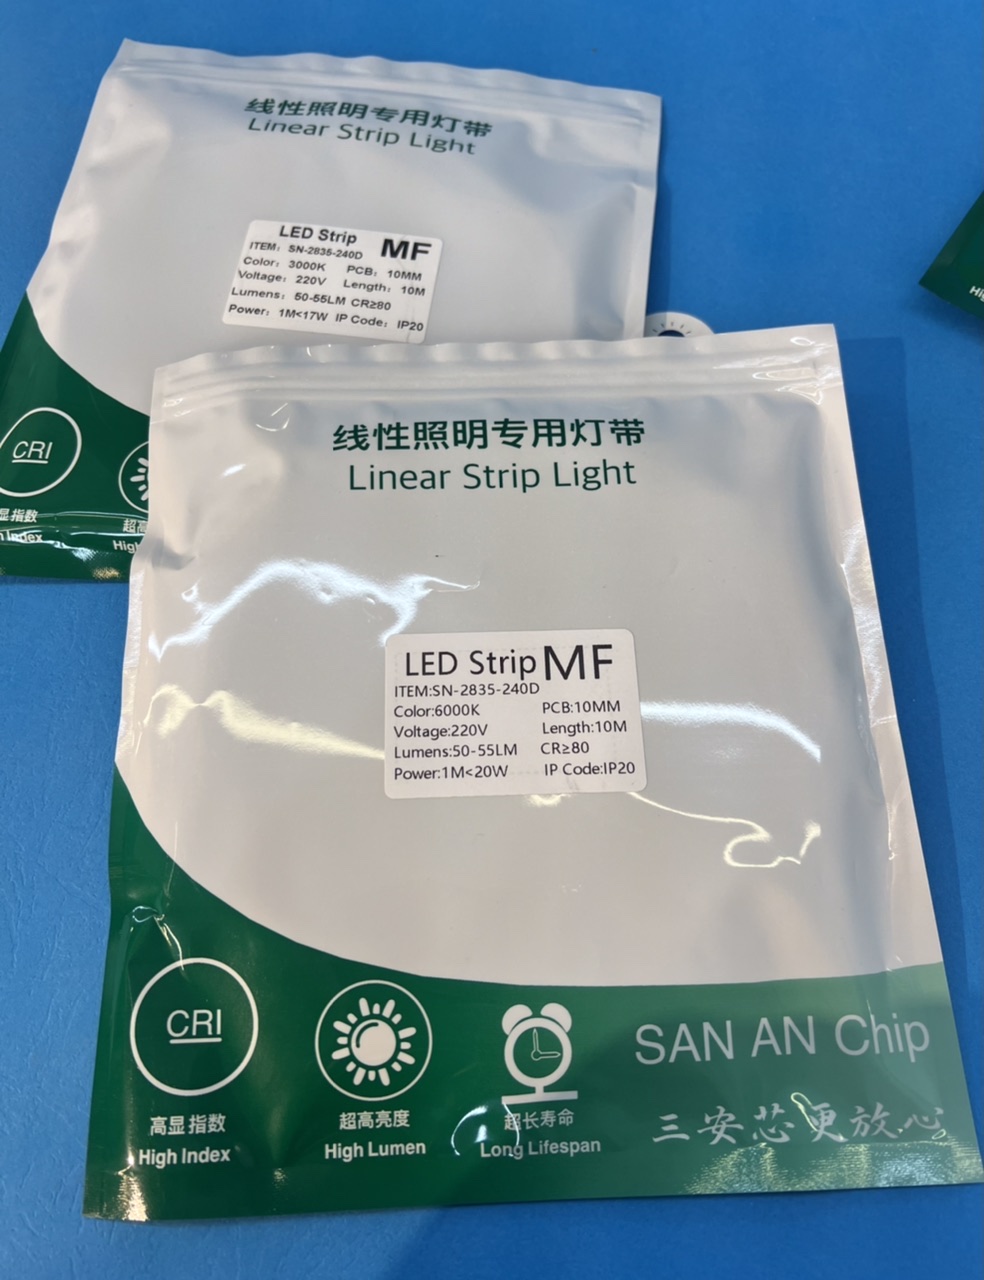 线性照明专用灯带
Linear Strip Light
LED Strip MF
ITEM: SN-2835-240D
Color: 3000K PCB: 10MM
Voltage: 220V Length: 10M
Lumens: 50-55LM CR≥80
Power: 1M<17W IP Code: IP20
CRI
显指数
Index
超高
High
线性照明专用灯带
Linear Strip Light
LED Strip MF
ITEM:SN-2835-240D
Color:6000K PCB:10MM
Voltage:220V Length:10M
Lumens:50-55LM CR≥80
Power:1M<20W IP Code:IP20
CRI
高显指数
High Index
超高亮度
High Lumen
超长寿命
Long Lifespan
SAN AN Chip
三安芯更放心